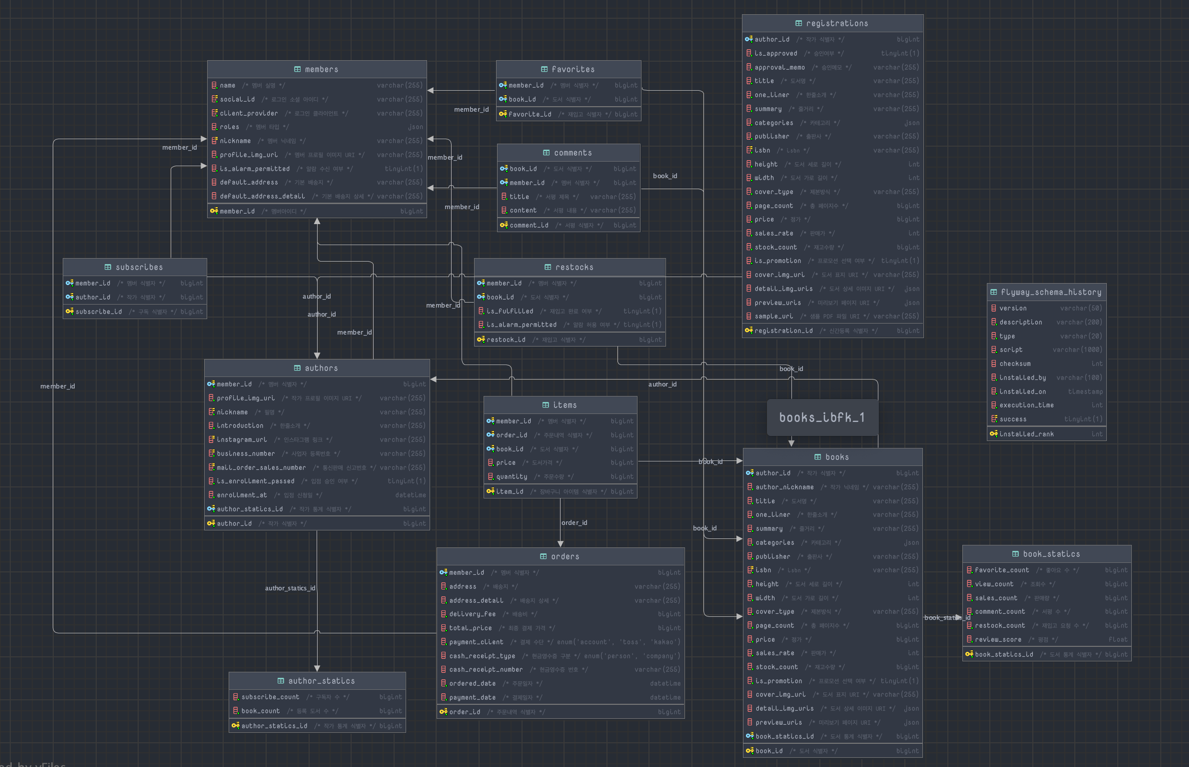 registrations
author_id /* 작가 식별자 */ bigint
is_approved /* 승인여부 */ tinyint(1)
approval_memo /* 승인메모 */ varchar(255)
title /* 도서명 */ varchar(255)
one_liner /* 한줄소개 */ varchar(255)
summary /* 줄거리 */ varchar(255)
categories /* 카테고리 */ json
publisher /* 출판사 */ varchar(255)
isbn /* isbn */ varchar(255)
height /* 도서 세로 길이 */ int
width /* 도서 가로 길이 */ int
cover_type /* 제본방식 */ varchar(255)
page_count /* 총 페이지수 */ bigint
price /* 정가 */ bigint
sales_rate /* 판매가 */ int
stock_count /* 재고수량 */ bigint
is_promotion /* 프로모션 선택 여부 */ tinyint(1)
cover_img_url /* 도서 표지 URI */ varchar(255)
detail_img_urls /* 도서 상세 이미지 URI */ json
preview_urls /* 미리보기 페이지 URI */ json
sample_url /* 샘플 PDF 파일 URI */ varchar(255)
registration_id /* 신간등록 식별자 */ bigint
members
name /* 멤버 실명 */ varchar(255)
social_id /* 로그인 소셜 아이디 */ varchar(255)
client_provider /* 로그인 클라이언트 */ varchar(255)
roles /* 멤버 타입 */ json
nickname /* 멤버 닉네임 */ varchar(255)
profile_img_url /* 멤버 프로필 이미지 URI */ varchar(255)
is_alarm_permitted /* 알림 수신 여부 */ tinyint(1)
default_address /* 기본 배송지 */ varchar(255)
default_address_detail /* 기본 배송지 상세 */ varchar(255)
member_id /* 멤버아이디 */ bigint
favorites
member_id /* 멤버 식별자 */ bigint
book_id /* 도서 식별자 */ bigint
favorite_id /* 재입고 식별자 */ bigint
comments
book_id /* 도서 식별자 */ bigint
member_id /* 멤버 식별자 */ bigint
title /* 서평 제목 */ varchar(255)
content /* 서평 내용 */ varchar(255)
comment_id /* 서평 식별자 */ bigint
member_id
member_id
member_id
book_id
member_id
subscribes
member_id /* 멤버 식별자 */ bigint
author_id /* 작가 식별자 */ bigint
subscribe_id /* 구독 식별자 */ bigint
restocks
member_id /* 멤버 식별자 */ bigint
book_id /* 도서 식별자 */ bigint
is_fulfilled /* 재입고 완료 여부 */ tinyint(1)
is_alarm_permitted /* 알림 허용 여부 */ tinyint(1)
restock_id /* 재입고 식별자 */ bigint
author_id
member_id
author_id
member_id
flyway_schema_history
version varchar(50)
description varchar(200)
type varchar(20)
script varchar(1000)
checksum int
installed_by varchar(100)
installed_on timestamp
execution_time int
success tinyint(1)
installed_rank int
authors
member_id /* 멤버 식별자 */ bigint
profile_img_url /* 작가 프로필 이미지 URI */ varchar(255)
nickname /* 필명 */ varchar(255)
introduction /* 한줄소개 */ varchar(255)
instagram_url /* 인스타그램 링크 */ varchar(255)
business_number /* 사업자 등록번호 */ varchar(255)
mail_order_sales_number /* 통신판매 신고번호 */ varchar(255)
is_enrollment_passed /* 입점 승인 여부 */ tinyint(1)
enrollment_at /* 입점 신청일 */ datetime
author_statics_id /* 작가 통계 식별자 */ bigint
author_id /* 작가 식별자 */ bigint
book_id
author_id
member_id
items
member_id /* 멤버 식별자 */ bigint
order_id /* 주문내역 식별자 */ bigint
book_id /* 도서 식별자 */ bigint
price /* 도서가격 */ bigint
quantity /* 주문수량 */ bigint
item_id /* 장바구니 아이템 식별자 */ bigint
books_ibfk_1
book_id
books
author_id /* 작가 식별자 */ bigint
author_nickname /* 작가 닉네임 */ varchar(255)
title /* 도서명 */ varchar(255)
one_liner /* 한줄소개 */ varchar(255)
summary /* 줄거리 */ varchar(255)
categories /* 카테고리 */ json
publisher /* 출판사 */ varchar(255)
isbn /* isbn */ varchar(255)
height /* 도서 세로 길이 */ int
width /* 도서 가로 길이 */ int
cover_type /* 제본방식 */ varchar(255)
page_count /* 총 페이지수 */ bigint
price /* 정가 */ bigint
sales_rate /* 판매가 */ int
stock_count /* 재고수량 */ bigint
is_promotion /* 프로모션 선택 여부 */ tinyint(1)
cover_img_url /* 도서 표지 URI */ varchar(255)
detail_img_urls /* 도서 상세 이미지 URI */ json
preview_urls /* 미리보기 페이지 URI */ json
book_statics_id /* 도서 통계 식별자 */ bigint
book_id /* 도서 식별자 */ bigint
order_id
book_id
orders
member_id /* 멤버 식별자 */ bigint
address /* 배송지 */ varchar(255)
address_detail /* 배송지 상세 */ varchar(255)
delivery_fee /* 배송비 */ bigint
total_price /* 최종 결제 가격 */ bigint
payment_client /* 결제 수단 */ enum('account', 'toss', 'kakao')
cash_receipt_type /* 현금영수증 구분 */ enum('person', 'company')
cash_receipt_number /* 현금영수증 번호 */ varchar(255)
ordered_date /* 주문일자 */ datetime
payment_date /* 결제일자 */ datetime
order_id /* 주문내역 식별자 */ bigint
book_statics
favorite_count /* 좋아요 수 */ bigint
view_count /* 조회수 */ bigint
sales_count /* 판매량 */ bigint
comment_count /* 서평 수 */ bigint
restock_count /* 재입고 요청 수 */ bigint
review_score /* 평점 */ float
book_statics_id /* 도서 통계 식별자 */ bigint
author_statics_id
book_statics_id
author_statics
subscribe_count /* 구독자 수 */ bigint
book_count /* 등록 도서 수 */ bigint
author_statics_id /* 작가 통계 식별자 */ bigint